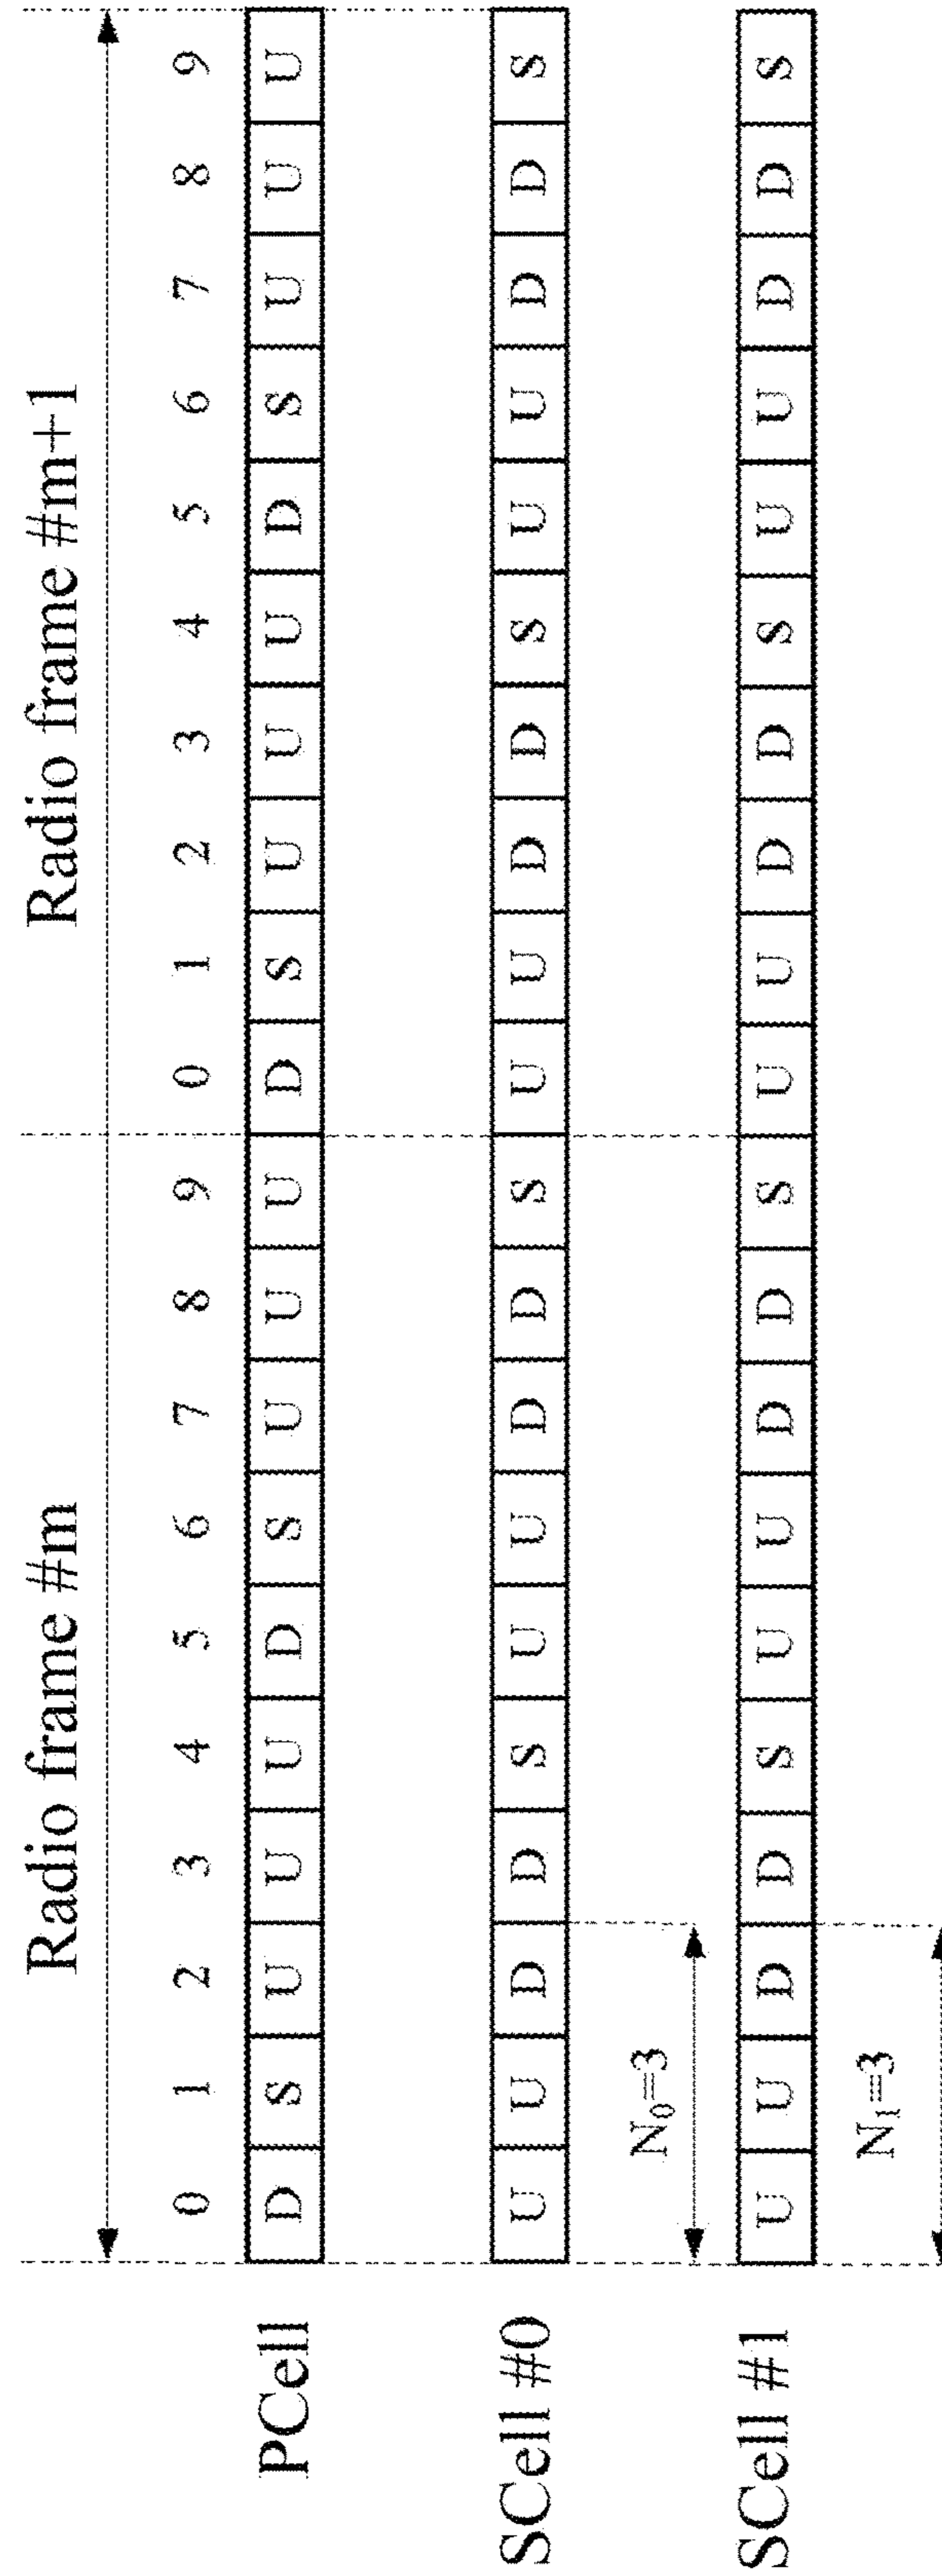 Radio frame #m Radio frame #m+1
0 1 2 3 4 5 6 7 8 9 0 1 2 3 4 5 6 7 8 9
PCell D S U U U D S U U U D S U U U D S U U U
SCell #0 U U D D S U U D D S U U D D S U U D D S
N₀=3
SCell #1 U U D D S U U D D S U U D D S U U D D S
N₁=3